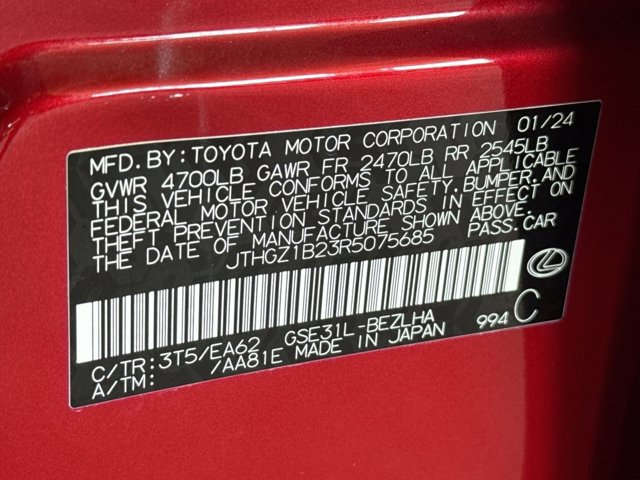 MFD. BY: TOYOTA MOTOR CORPORATION 01/24
GVWR 4700LB GAWR FR 2470LB RR 2545LB
THIS VEHICLE CONFORMS TO ALL APPLICABLE
FEDERAL MOTOR VEHICLE SAFETY, BUMPER, AND
THEFT PREVENTION STANDARDS IN EFFECT ON
THE DATE OF MANUFACTURE SHOWN ABOVE.
JTHGZ1B23R5075685 PASS. CAR
C/TR: 3T5/EA62 GSE31L-BEZLHA 994 C
A/TM: /AA81E MADE IN JAPAN